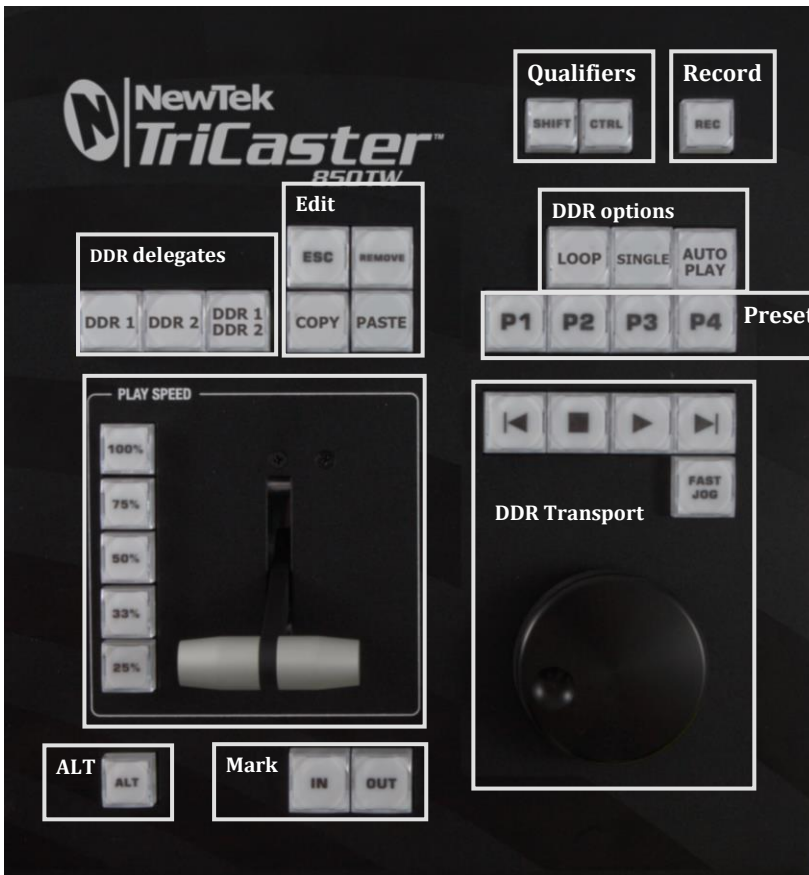 Qualifiers
Record
SHIFT CTRL
REC
NewTek
TriCaster™
850TW
Edit
DDR options
ESC REMOVE
LOOP SINGLE AUTO PLAY
DDR delegates
DDR 1 DDR 2 DDR 1 DDR 2
COPY PASTE
P1 P2 P3 P4
Preset
PLAY SPEED
100%
75%
50%
33%
25%
FAST JOG
DDR Transport
ALT
ALT
Mark
IN OUT